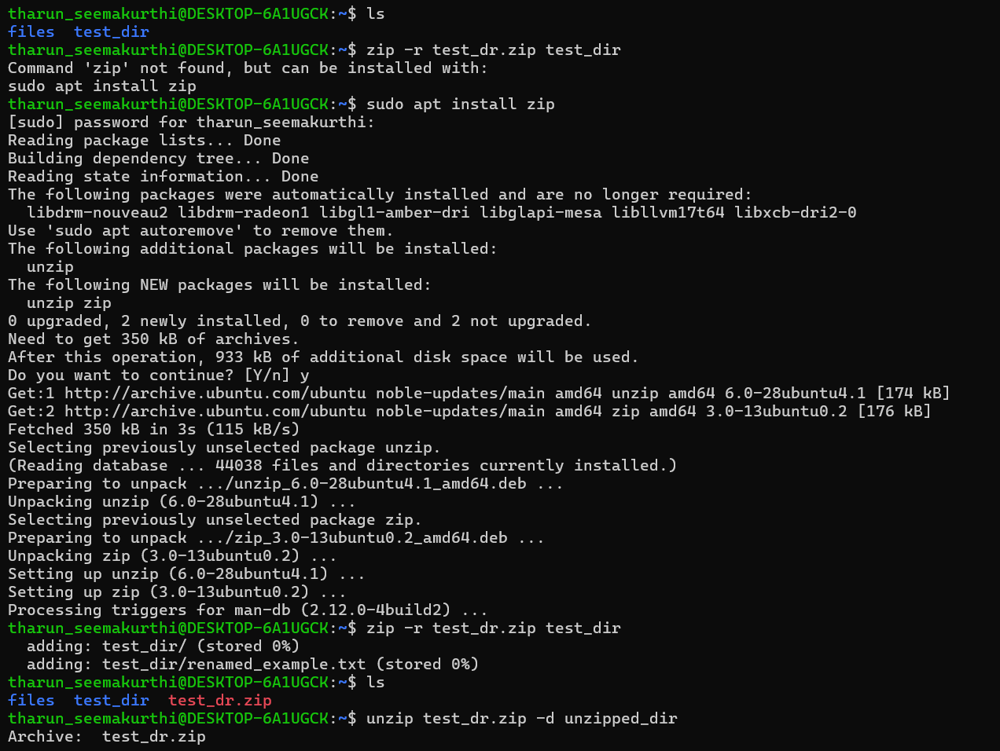 tharun_seemakurthi@DESKTOP-6A1UGCK:~$ ls
files  test_dir
tharun_seemakurthi@DESKTOP-6A1UGCK:~$ zip -r test_dr.zip test_dir
Command 'zip' not found, but can be installed with:
sudo apt install zip
tharun_seemakurthi@DESKTOP-6A1UGCK:~$ sudo apt install zip
[sudo] password for tharun_seemakurthi:
Reading package lists... Done
Building dependency tree... Done
Reading state information... Done
The following packages were automatically installed and are no longer required:
  libdrm-nouveau2 libdrm-radeon1 libgl1-amber-dri libglapi-mesa libllvm17t64 libxcb-dri2-0
Use 'sudo apt autoremove' to remove them.
The following additional packages will be installed:
  unzip
The following NEW packages will be installed:
  unzip zip
0 upgraded, 2 newly installed, 0 to remove and 2 not upgraded.
Need to get 350 kB of archives.
After this operation, 933 kB of additional disk space will be used.
Do you want to continue? [Y/n] y
Get:1 http://archive.ubuntu.com/ubuntu noble-updates/main amd64 unzip amd64 6.0-28ubuntu4.1 [174 kB]
Get:2 http://archive.ubuntu.com/ubuntu noble-updates/main amd64 zip amd64 3.0-13ubuntu0.2 [176 kB]
Fetched 350 kB in 3s (115 kB/s)
Selecting previously unselected package unzip.
(Reading database ... 44038 files and directories currently installed.)
Preparing to unpack .../unzip_6.0-28ubuntu4.1_amd64.deb ...
Unpacking unzip (6.0-28ubuntu4.1) ...
Selecting previously unselected package zip.
Preparing to unpack .../zip_3.0-13ubuntu0.2_amd64.deb ...
Unpacking zip (3.0-13ubuntu0.2) ...
Setting up unzip (6.0-28ubuntu4.1) ...
Setting up zip (3.0-13ubuntu0.2) ...
Processing triggers for man-db (2.12.0-4build2) ...
tharun_seemakurthi@DESKTOP-6A1UGCK:~$ zip -r test_dr.zip test_dir
  adding: test_dir/ (stored 0%)
  adding: test_dir/renamed_example.txt (stored 0%)
tharun_seemakurthi@DESKTOP-6A1UGCK:~$ ls
files  test_dir  test_dr.zip
tharun_seemakurthi@DESKTOP-6A1UGCK:~$ unzip test_dr.zip -d unzipped_dir
Archive:  test_dr.zip